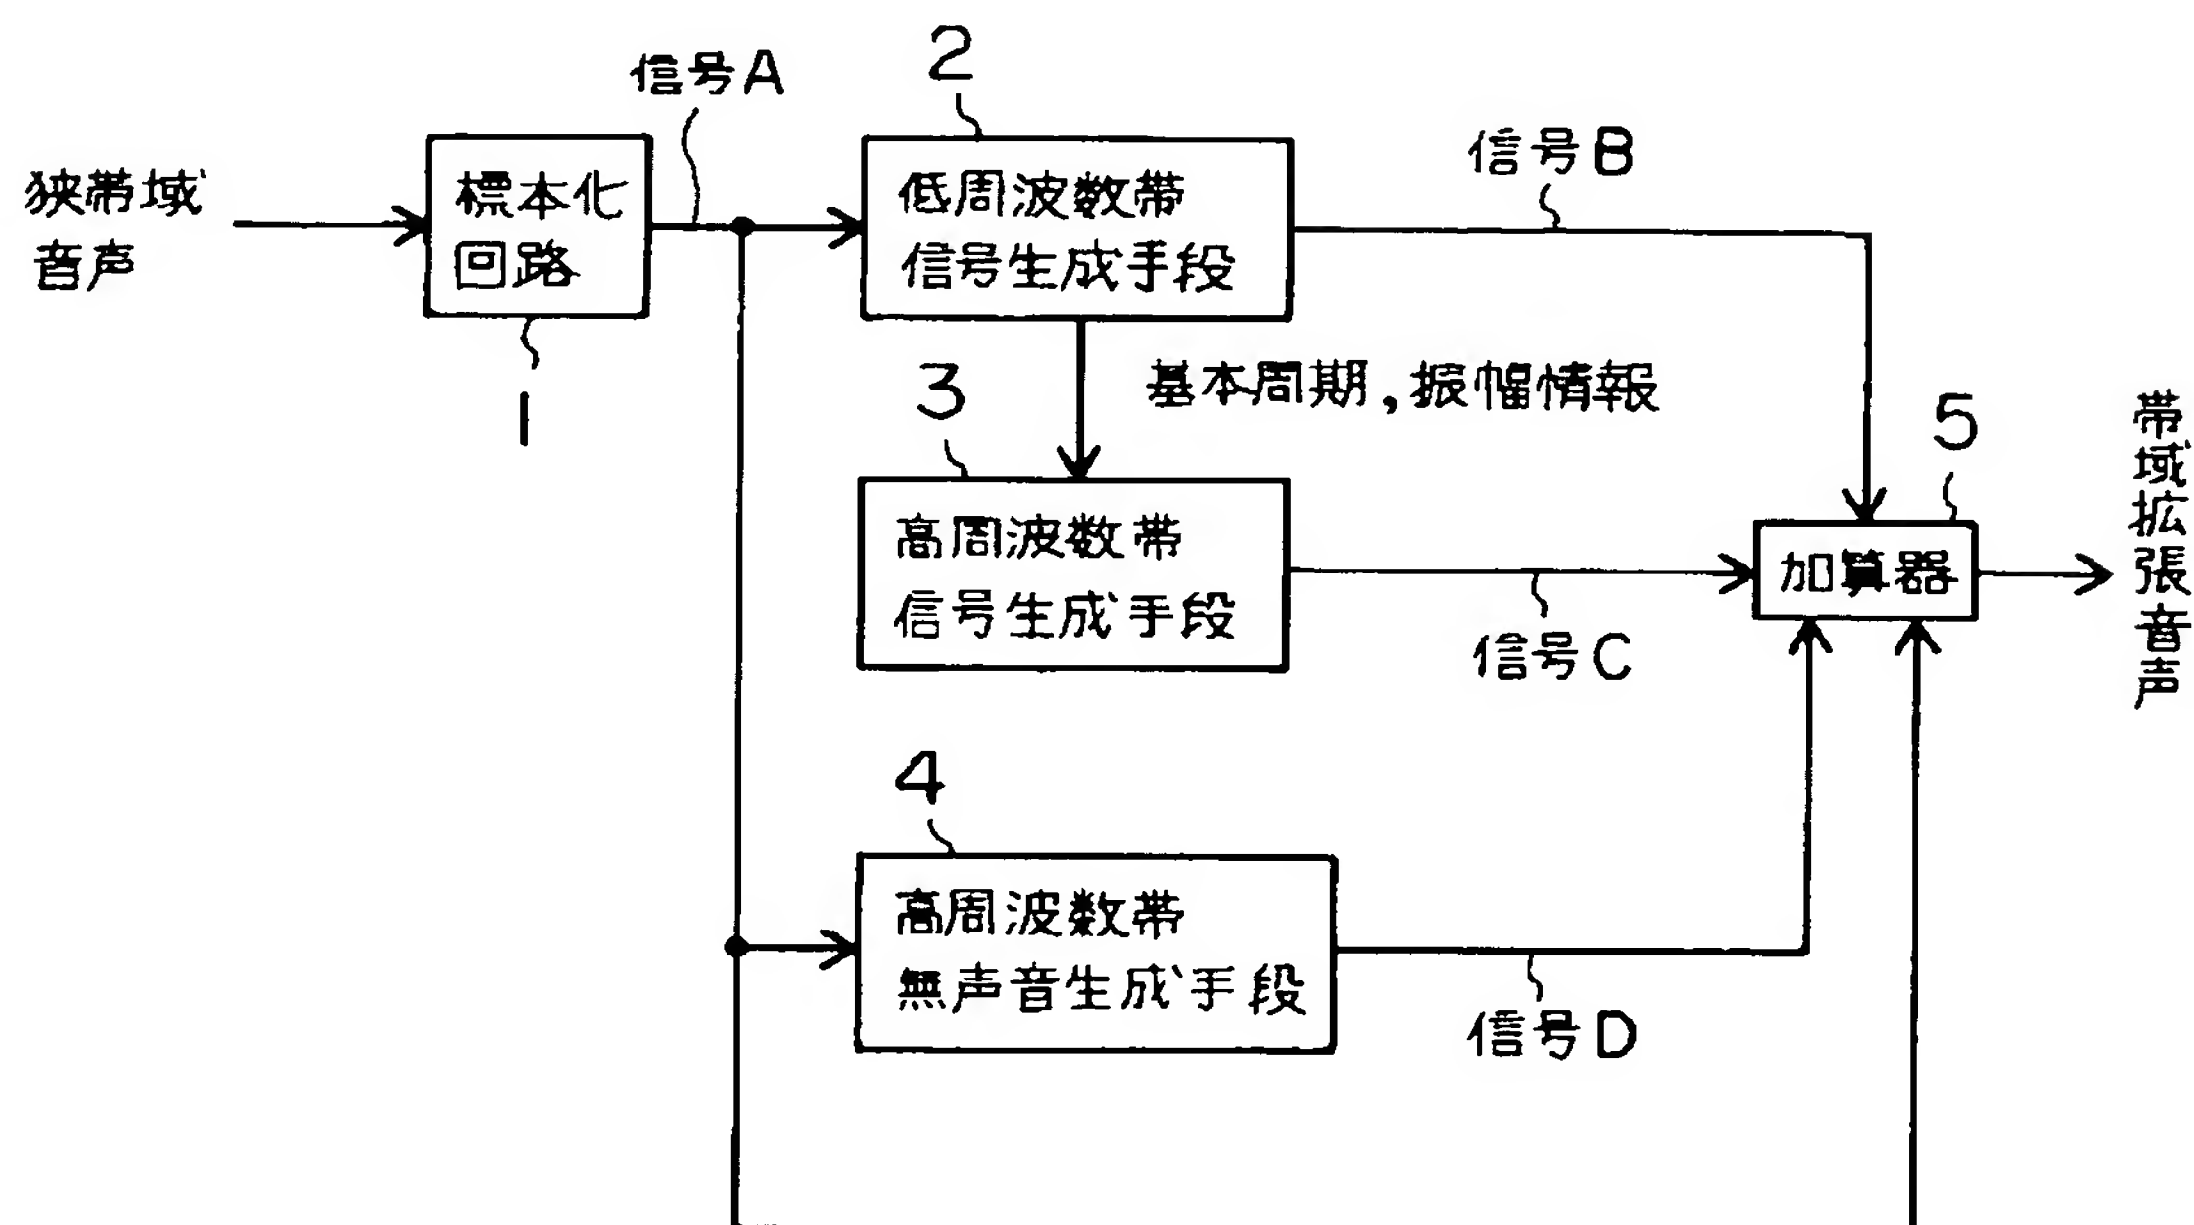 狭帯域
音声
標本化
回路
1
信号A
2
低周波数帯
信号生成手段
信号B
基本周期,振幅情報
3
高周波数帯
信号生成手段
信号C
5
加算器
帯域拡張音声
4
高周波数帯
無声音生成手段
信号D